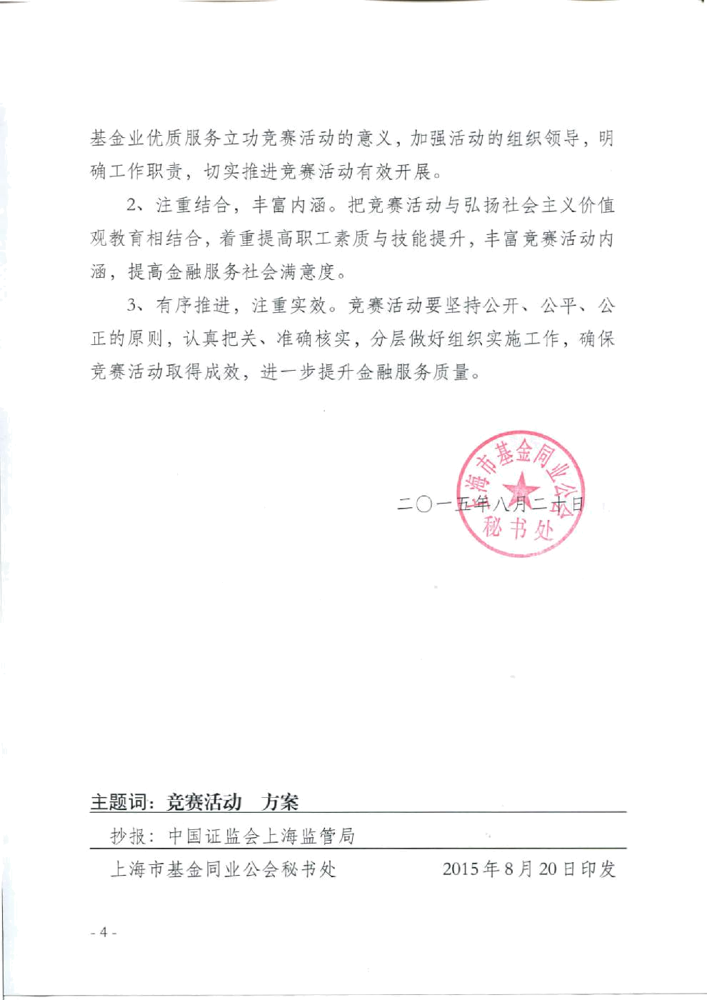 基金业优质服务立功竞赛活动的意义，加强活动的组织领导，明
确工作职责，切实推进竞赛活动有效开展。
2、注重结合，丰富内涵。把竞赛活动与弘扬社会主义价值
观教育相结合，着重提高职工素质与技能提升，丰富竞赛活动内
涵，提高金融服务社会满意度。
3、有序推进，注重实效。竞赛活动要坚持公开、公平、公
正的原则，认真把关、准确核实，分层做好组织实施工作，确保
竞赛活动取得成效，进一步提升金融服务质量。
上海市基金同业公会
二〇一五年八月二十日
秘书处
主题词：竞赛活动　方案
抄报：中国证监会上海监管局
上海市基金同业公会秘书处　2015年8月20日印发
- 4 -